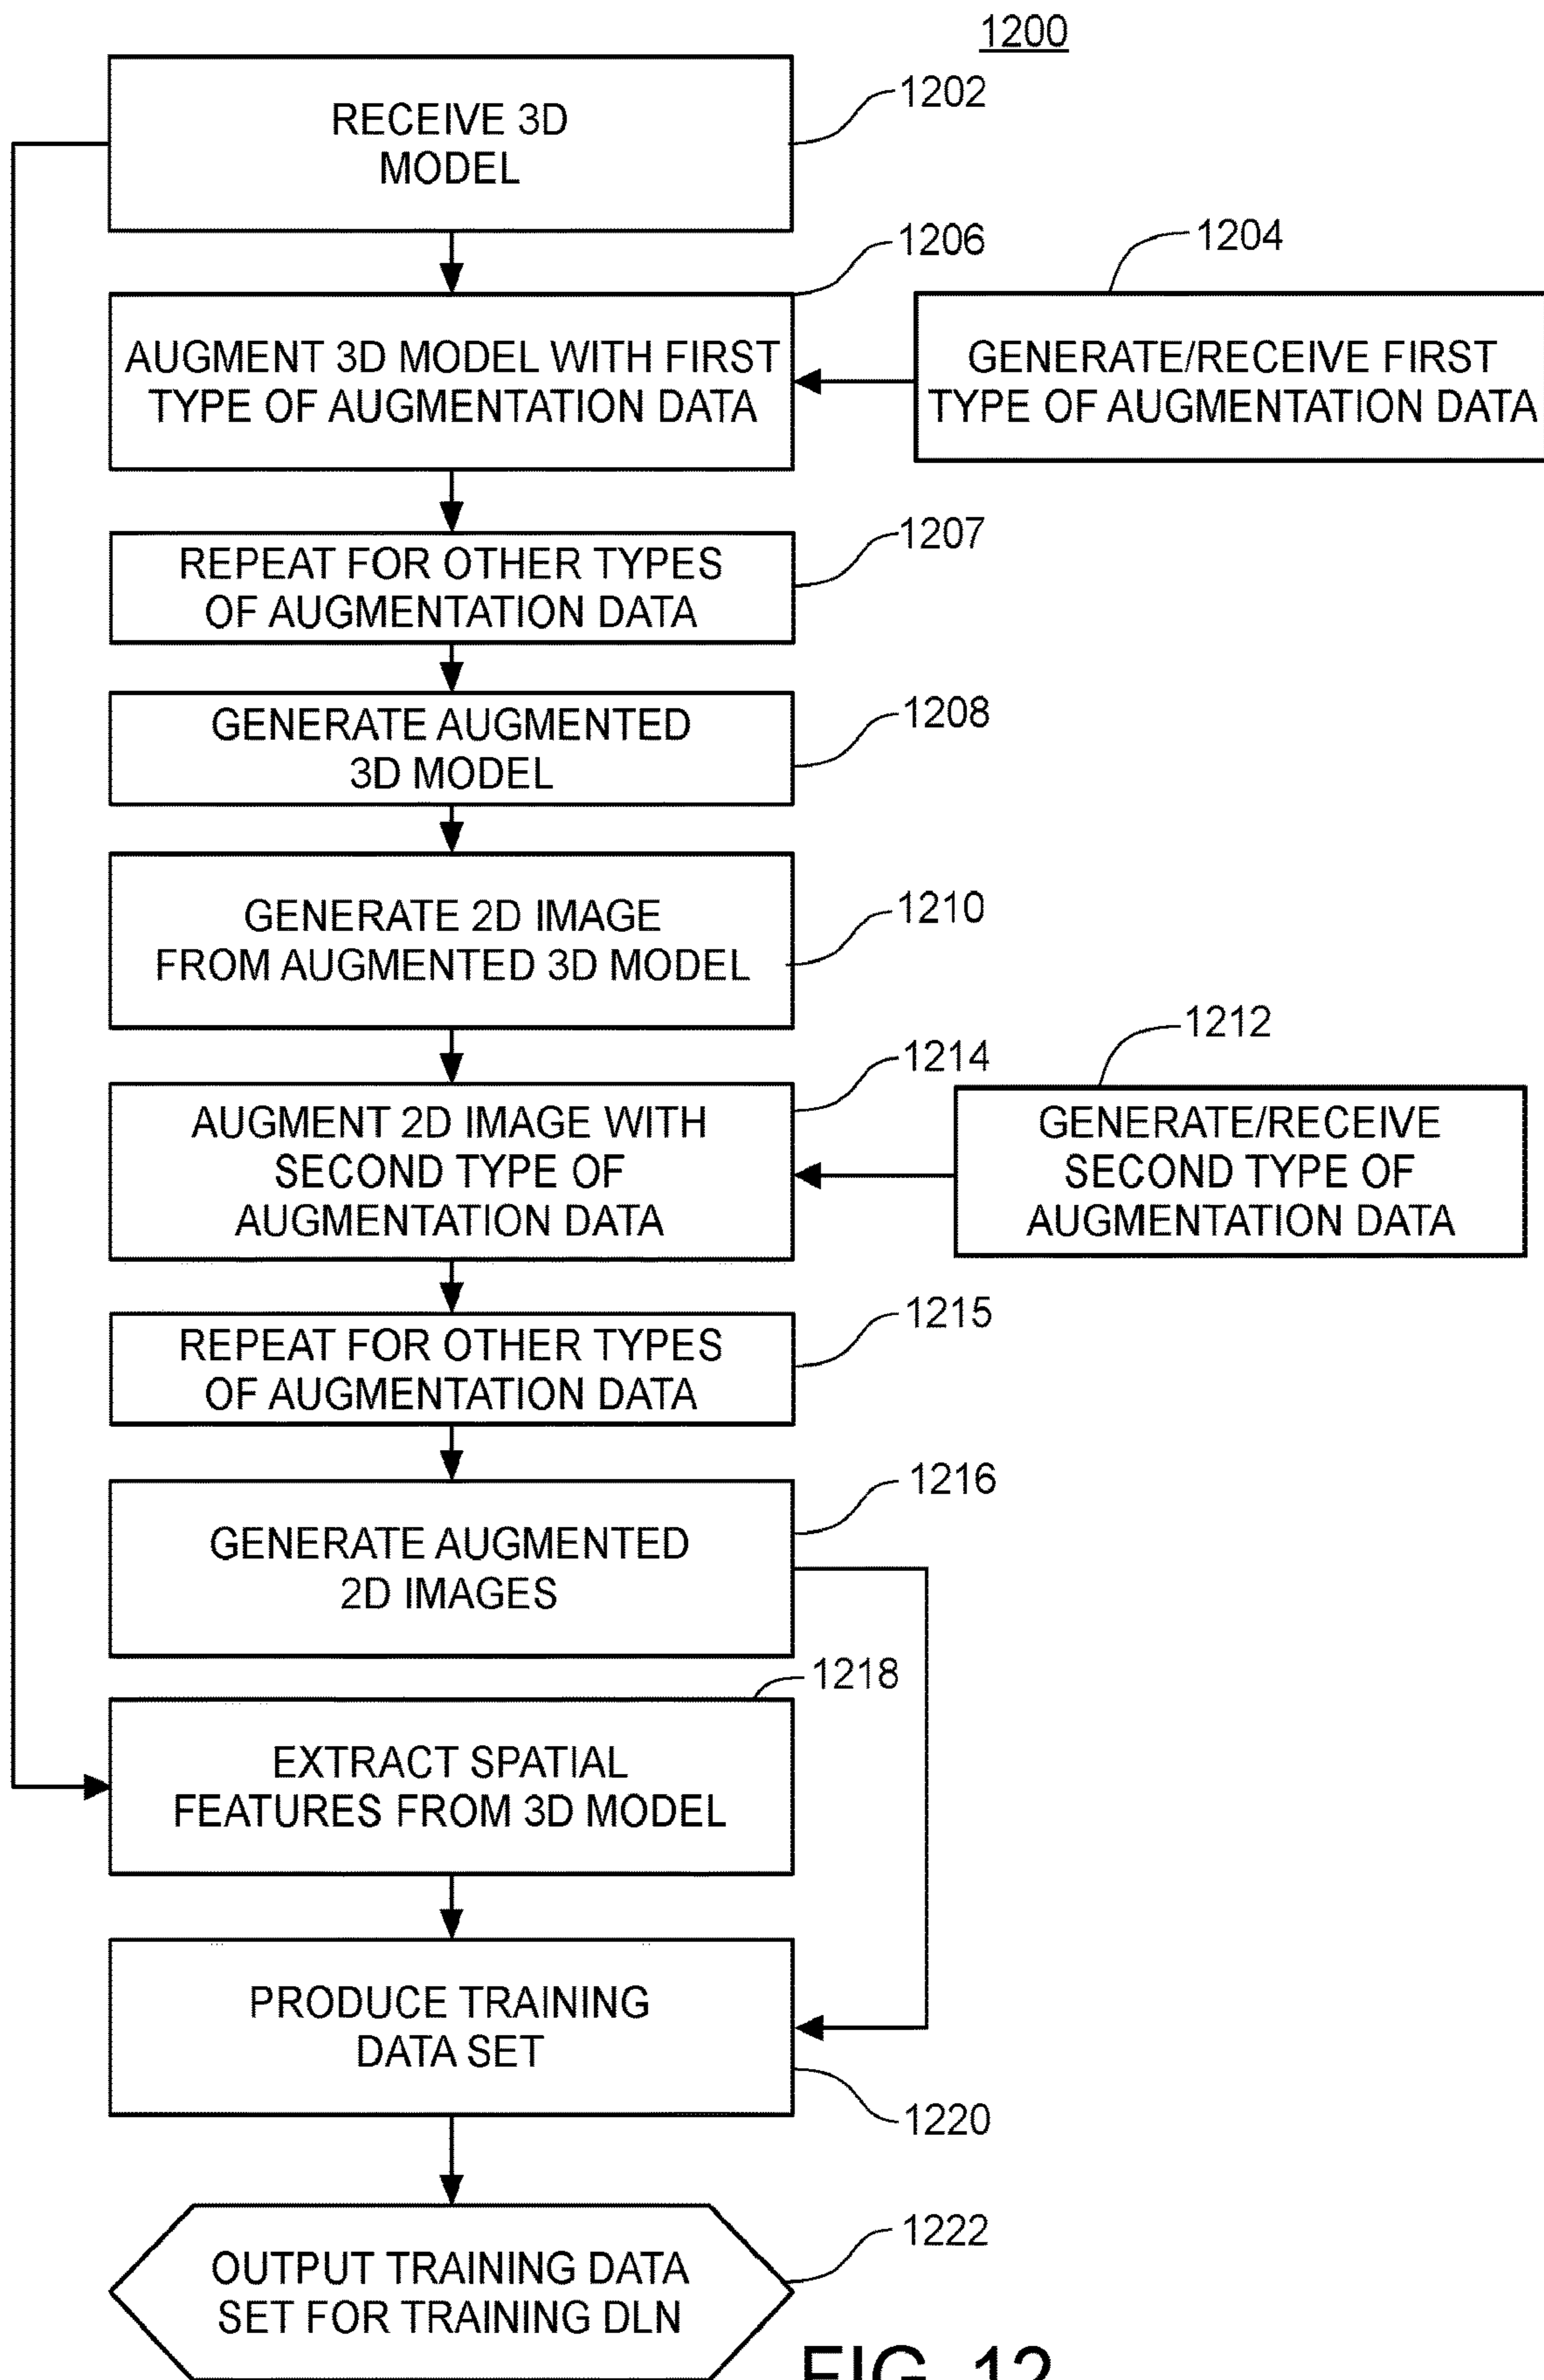 1200
RECEIVE 3D
MODEL
1202
1206
1204
AUGMENT 3D MODEL WITH FIRST
TYPE OF AUGMENTATION DATA
GENERATE/RECEIVE FIRST
TYPE OF AUGMENTATION DATA
1207
REPEAT FOR OTHER TYPES
OF AUGMENTATION DATA
1208
GENERATE AUGMENTED
3D MODEL
1210
GENERATE 2D IMAGE
FROM AUGMENTED 3D MODEL
1212
1214
AUGMENT 2D IMAGE WITH
SECOND TYPE OF
AUGMENTATION DATA
GENERATE/RECEIVE
SECOND TYPE OF
AUGMENTATION DATA
1215
REPEAT FOR OTHER TYPES
OF AUGMENTATION DATA
1216
GENERATE AUGMENTED
2D IMAGES
1218
EXTRACT SPATIAL
FEATURES FROM 3D MODEL
PRODUCE TRAINING
DATA SET
1220
1222
OUTPUT TRAINING DATA
SET FOR TRAINING DLN
FIG. 12